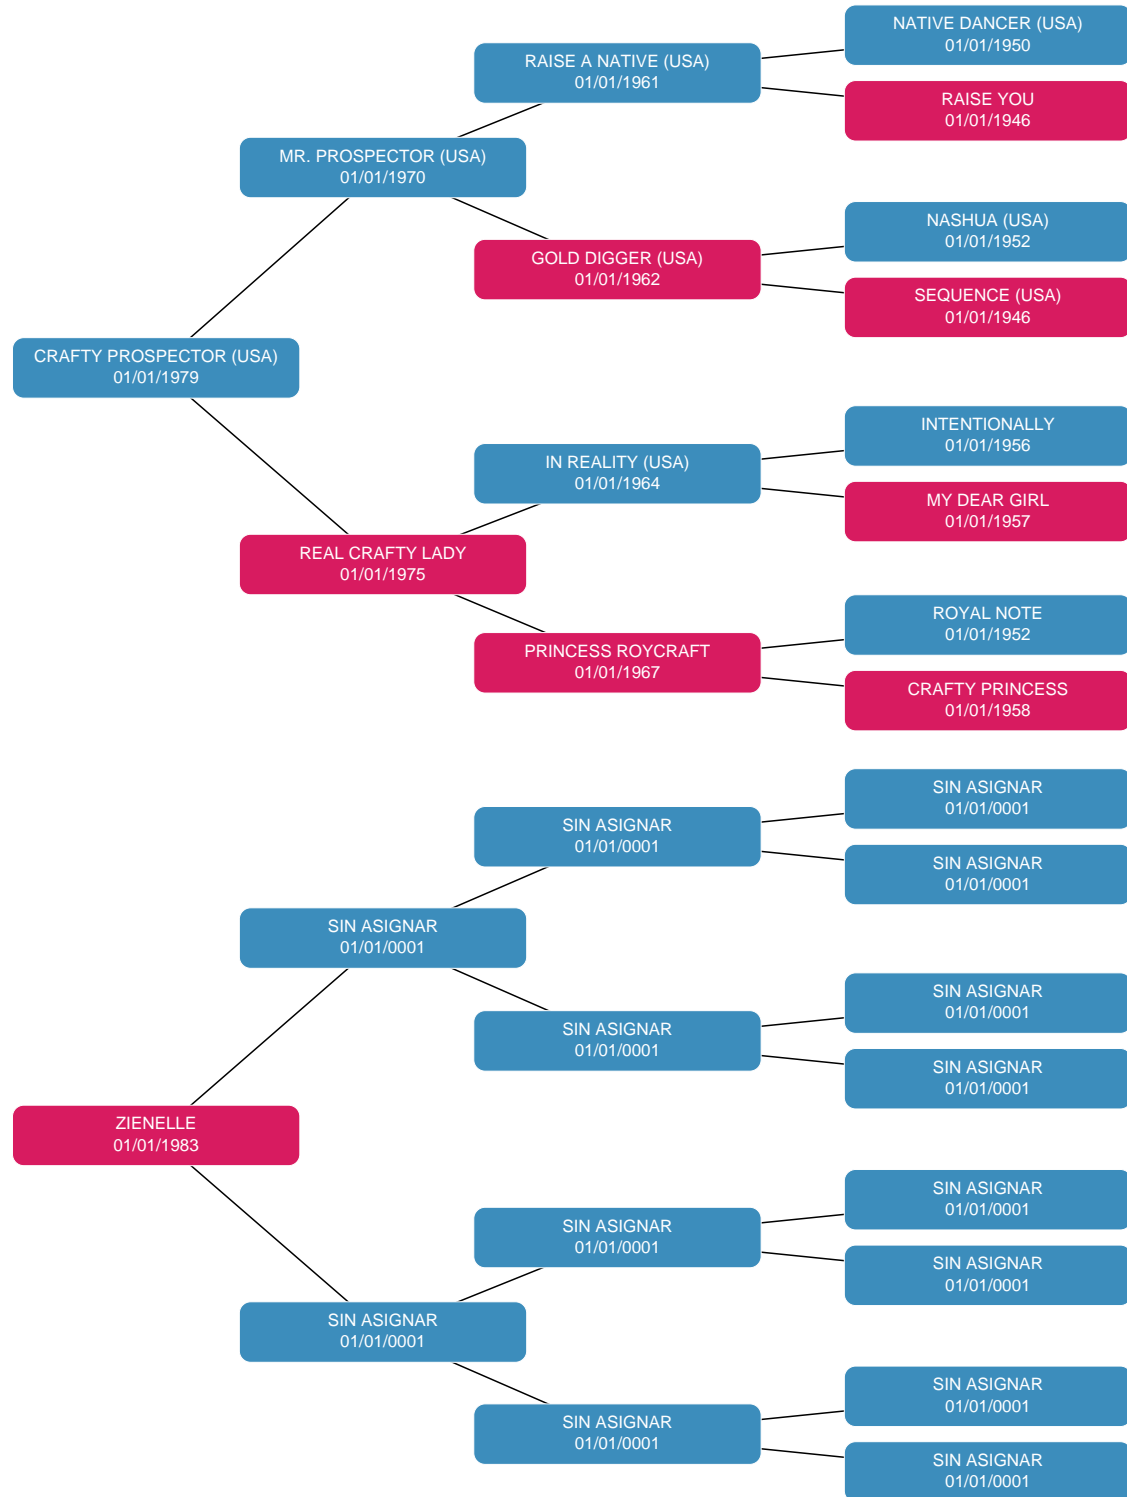 NATIVE DANCER (USA)
01/01/1950
RAISE A NATIVE (USA)
01/01/1961
RAISE YOU
01/01/1946
MR. PROSPECTOR (USA)
01/01/1970
NASHUA (USA)
01/01/1952
GOLD DIGGER (USA)
01/01/1962
SEQUENCE (USA)
01/01/1946
CRAFTY PROSPECTOR (USA)
01/01/1979
INTENTIONALLY
01/01/1956
IN REALITY (USA)
01/01/1964
MY DEAR GIRL
01/01/1957
REAL CRAFTY LADY
01/01/1975
ROYAL NOTE
01/01/1952
PRINCESS ROYCRAFT
01/01/1967
CRAFTY PRINCESS
01/01/1958
SIN ASIGNAR
01/01/0001
SIN ASIGNAR
01/01/0001
SIN ASIGNAR
01/01/0001
SIN ASIGNAR
01/01/0001
SIN ASIGNAR
01/01/0001
SIN ASIGNAR
01/01/0001
SIN ASIGNAR
01/01/0001
ZIENELLE
01/01/1983
SIN ASIGNAR
01/01/0001
SIN ASIGNAR
01/01/0001
SIN ASIGNAR
01/01/0001
SIN ASIGNAR
01/01/0001
SIN ASIGNAR
01/01/0001
SIN ASIGNAR
01/01/0001
SIN ASIGNAR
01/01/0001